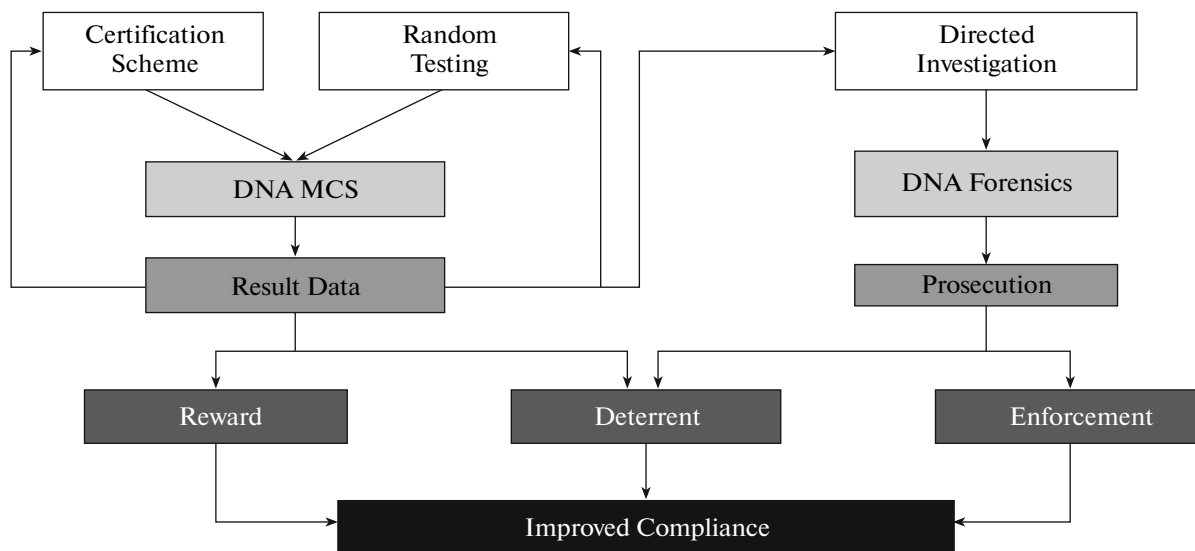 Certification
Scheme
Random
Testing
Directed
Investigation
DNA MCS
DNA Forensics
Result Data
Prosecution
Reward
Deterrent
Enforcement
Improved Compliance